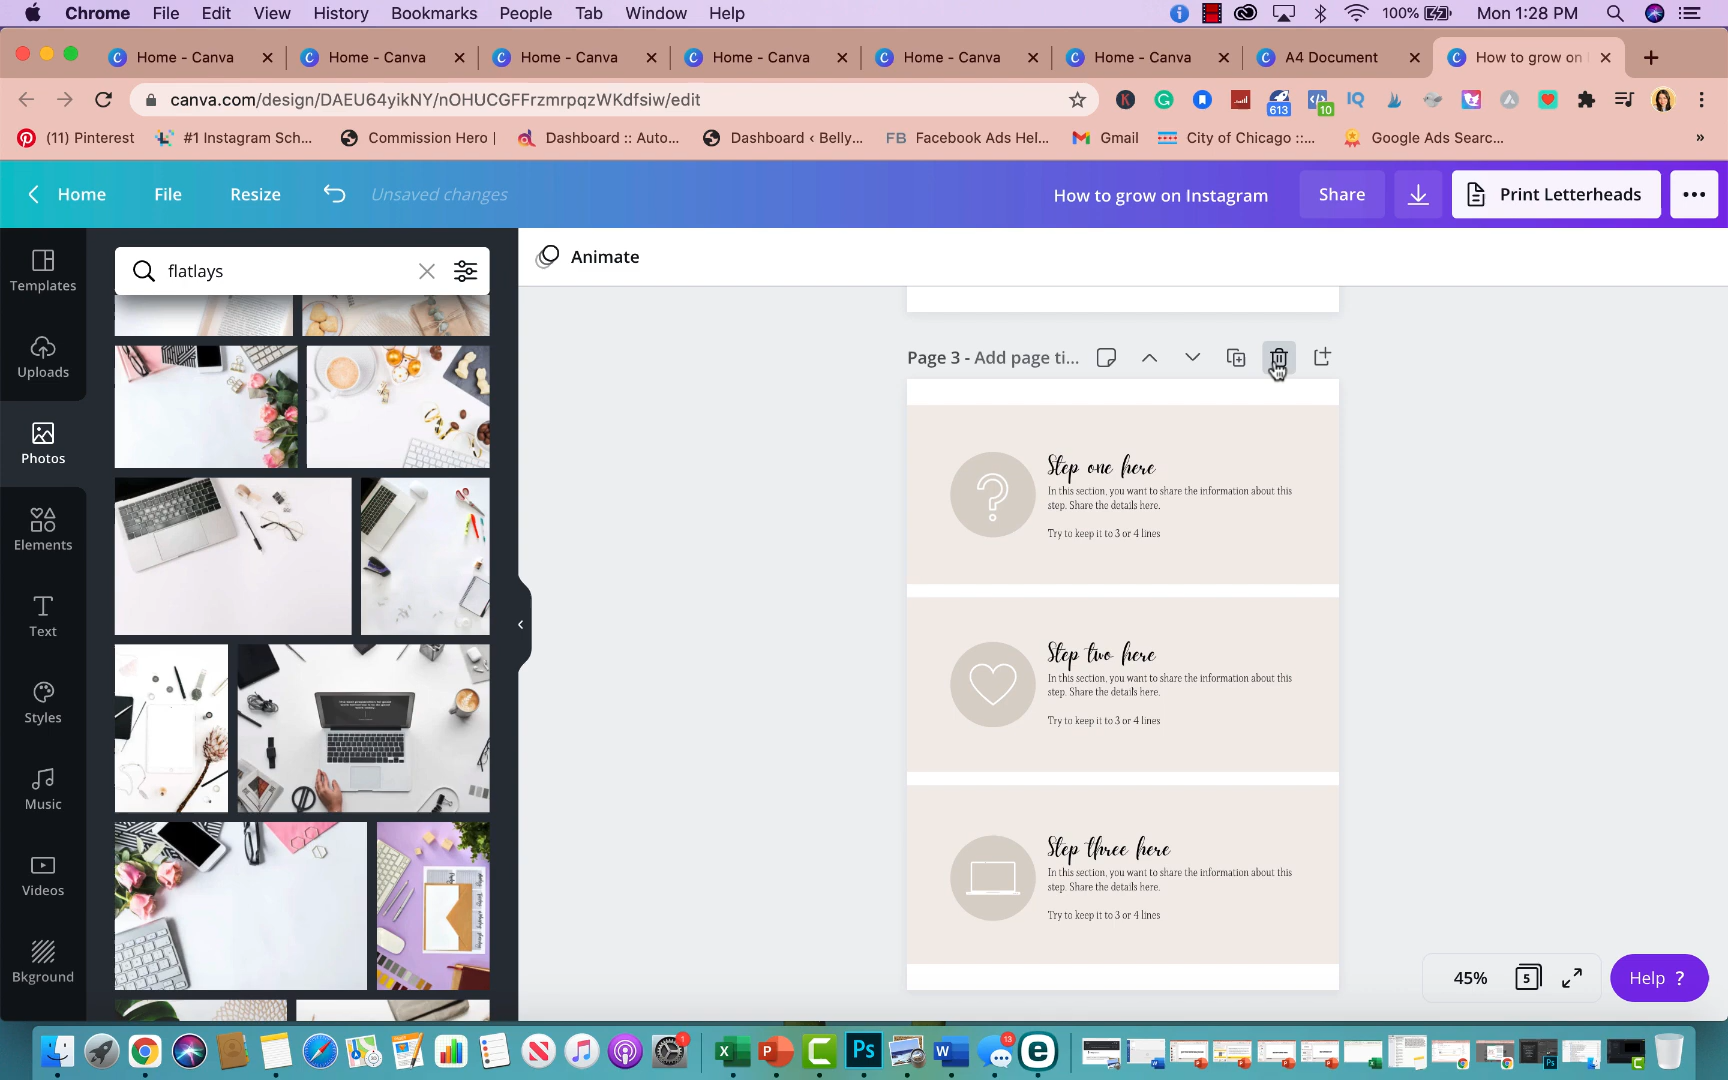 Chrome File Edit View History Bookmarks People Tab Window Help 100% Mon 1:28 PM
Home - Canva Home - Canva Home - Canva Home - Canva Home - Canva Home - Canva A4 Document How to grow on
canva.com/design/DAEU64yikNY/nOHUCGFFrzmrpqzWKdfsiw/edit 613 10
(11) Pinterest #1 Instagram Sch... Commission Hero | Dashboard :: Auto... Dashboard ‹ Belly... FB Facebook Ads Hel... Gmail City of Chicago ::... Google Ads Searc... »
Home File Resize Unsaved changes How to grow on Instagram Share Print Letterheads
Templates
Uploads
Photos
Elements
Text
Styles
Music
Videos
Bkground
flatlays
Animate
Page 3 - Add page ti...
Step one here
In this section, you want to share the information about this
step. Share the details here.
Try to keep it to 3 or 4 lines
Step two here
In this section, you want to share the information about this
step. Share the details here.
Try to keep it to 3 or 4 lines
Step three here
In this section, you want to share the information about this
step. Share the details here.
Try to keep it to 3 or 4 lines
45% 5 Help ?
1 13